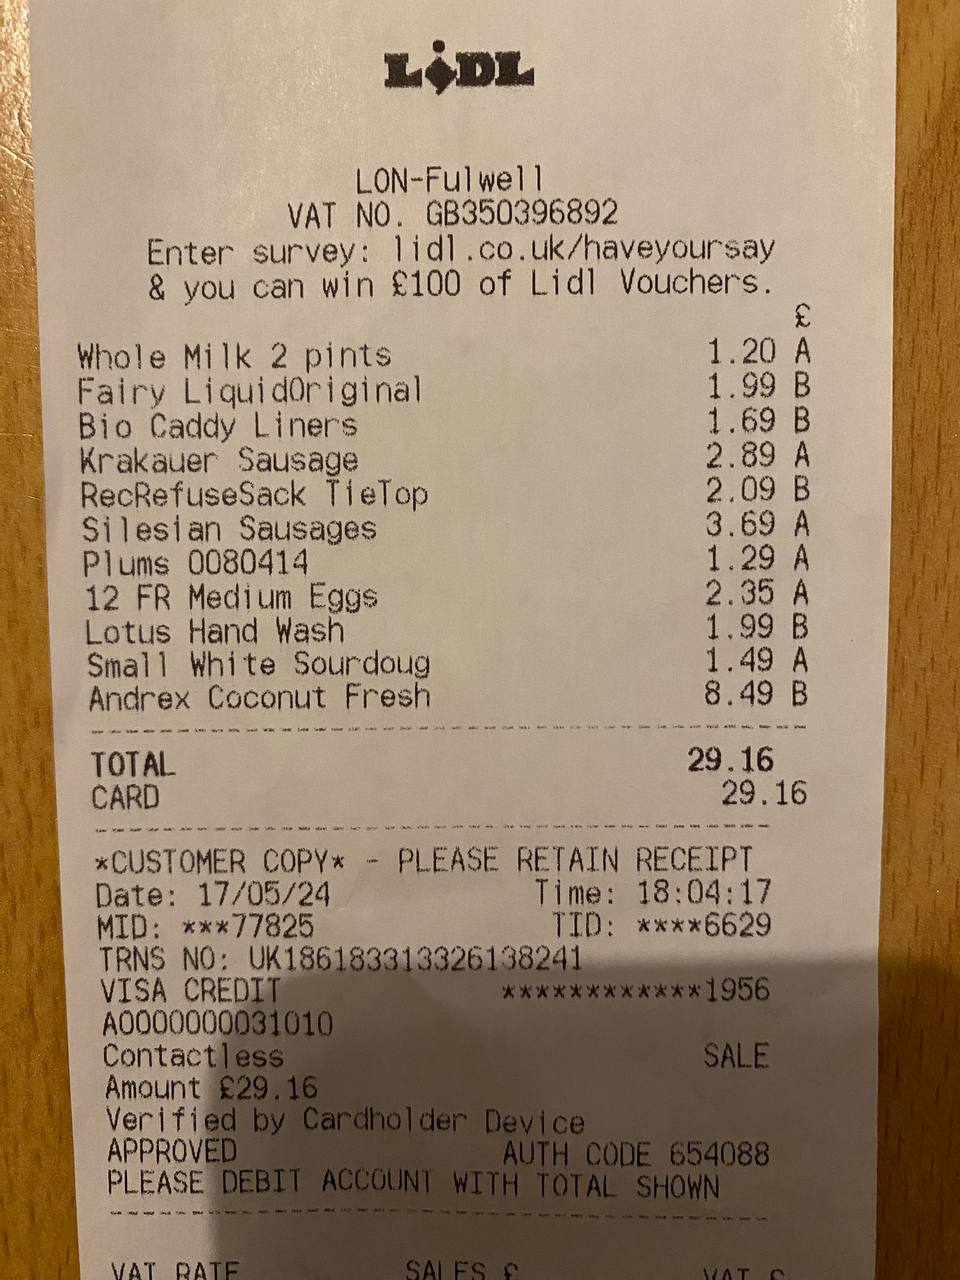 LiDL
LON-Fulwell
VAT NO. GB350396892
Enter survey: lidl.co.uk/haveyoursay
& you can win £100 of Lidl Vouchers.
£
Whole Milk 2 pints 1.20 A
Fairy LiquidOriginal 1.99 B
Bio Caddy Liners 1.69 B
Krakauer Sausage 2.89 A
RecRefuseSack TieTop 2.09 B
Silesian Sausages 3.69 A
Plums 0080414 1.29 A
12 FR Medium Eggs 2.35 A
Lotus Hand Wash 1.99 B
Small White Sourdoug 1.49 A
Andrex Coconut Fresh 8.49 B
TOTAL 29.16
CARD 29.16
*CUSTOMER COPY* - PLEASE RETAIN RECEIPT
Date: 17/05/24 Time: 18:04:17
MID: ***77825 TID: ****6629
TRNS NO: UK186183313326138241
VISA CREDIT ************1956
A0000000031010
Contactless SALE
Amount £29.16
Verified by Cardholder Device
APPROVED AUTH CODE 654088
PLEASE DEBIT ACCOUNT WITH TOTAL SHOWN
VAT RATE SALES £ VAT £